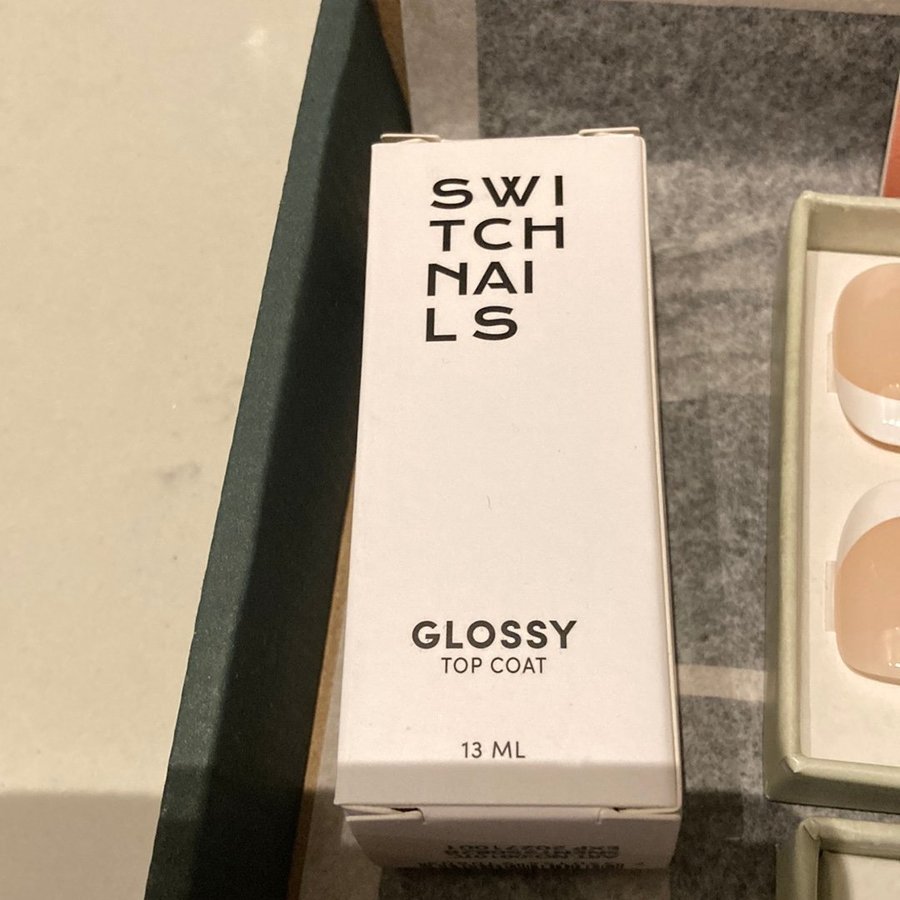 SWI
TCH
NAI
LS
GLOSSY
TOP COAT
13 ML